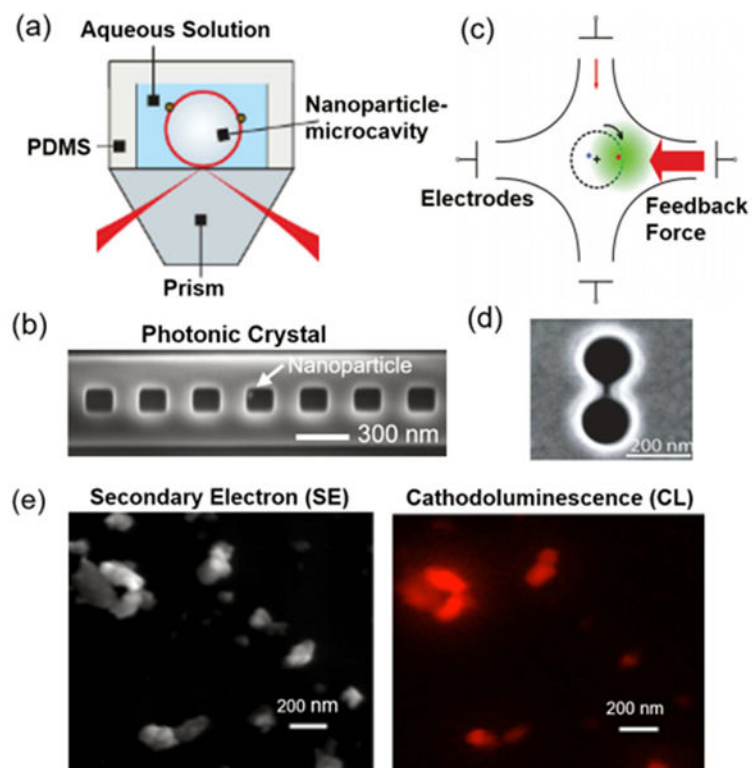 (a)
Aqueous Solution
PDMS
Nanoparticle-
microcavity
Prism
(c)
Electrodes
Feedback
Force
(b)
Photonic Crystal
Nanoparticle
300 nm
(d)
200 nm
(e)
Secondary Electron (SE)
Cathodoluminescence (CL)
200 nm
200 nm